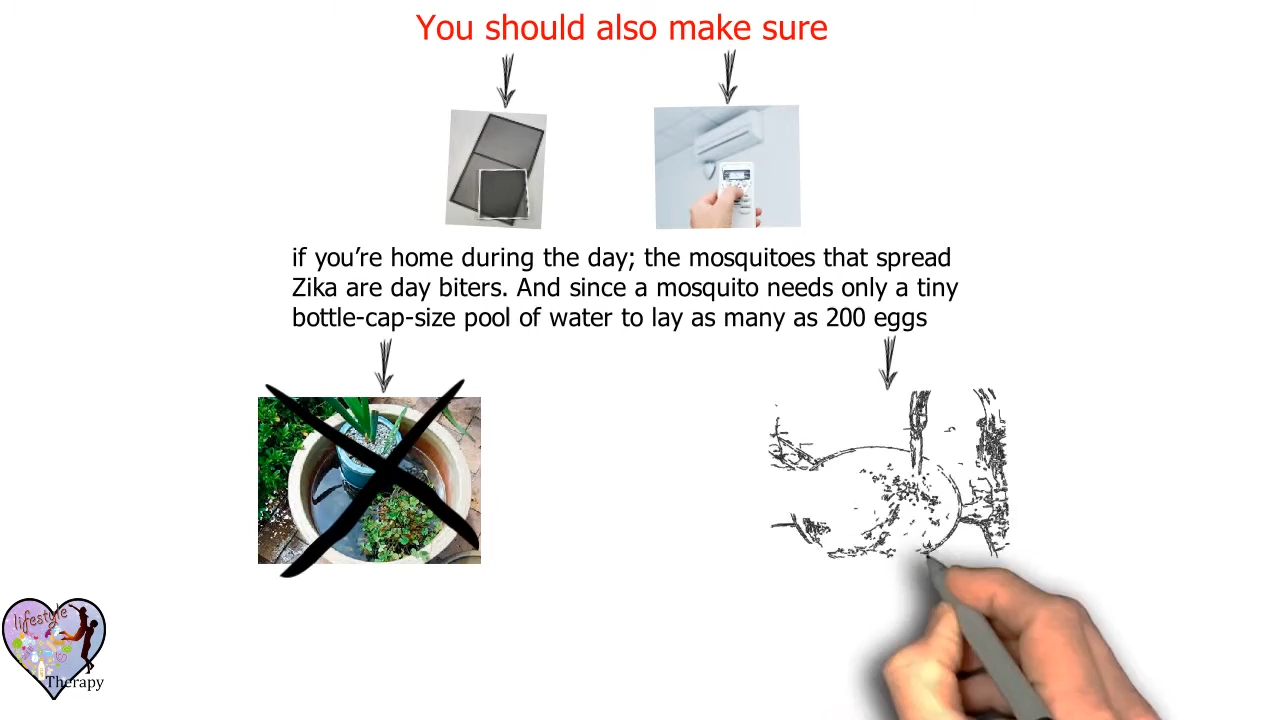 You should also make sure
if you’re home during the day; the mosquitoes that spread
Zika are day biters. And since a mosquito needs only a tiny
bottle-cap-size pool of water to lay as many as 200 eggs
lifestyle
Therapy